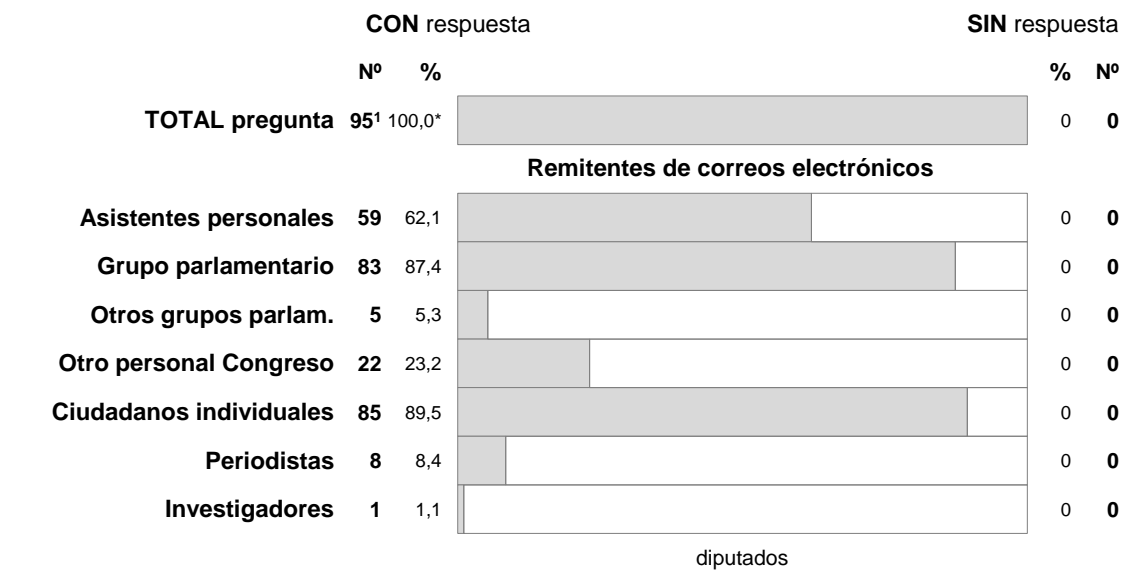 CON respuesta SIN respuesta
Nº % % Nº
TOTAL pregunta 95¹ 100,0* 0 0
Remitentes de correos electrónicos
Asistentes personales 59 62,1 0 0
Grupo parlamentario 83 87,4 0 0
Otros grupos parlam. 5 5,3 0 0
Otro personal Congreso 22 23,2 0 0
Ciudadanos individuales 85 89,5 0 0
Periodistas 8 8,4 0 0
Investigadores 1 1,1 0 0
diputados